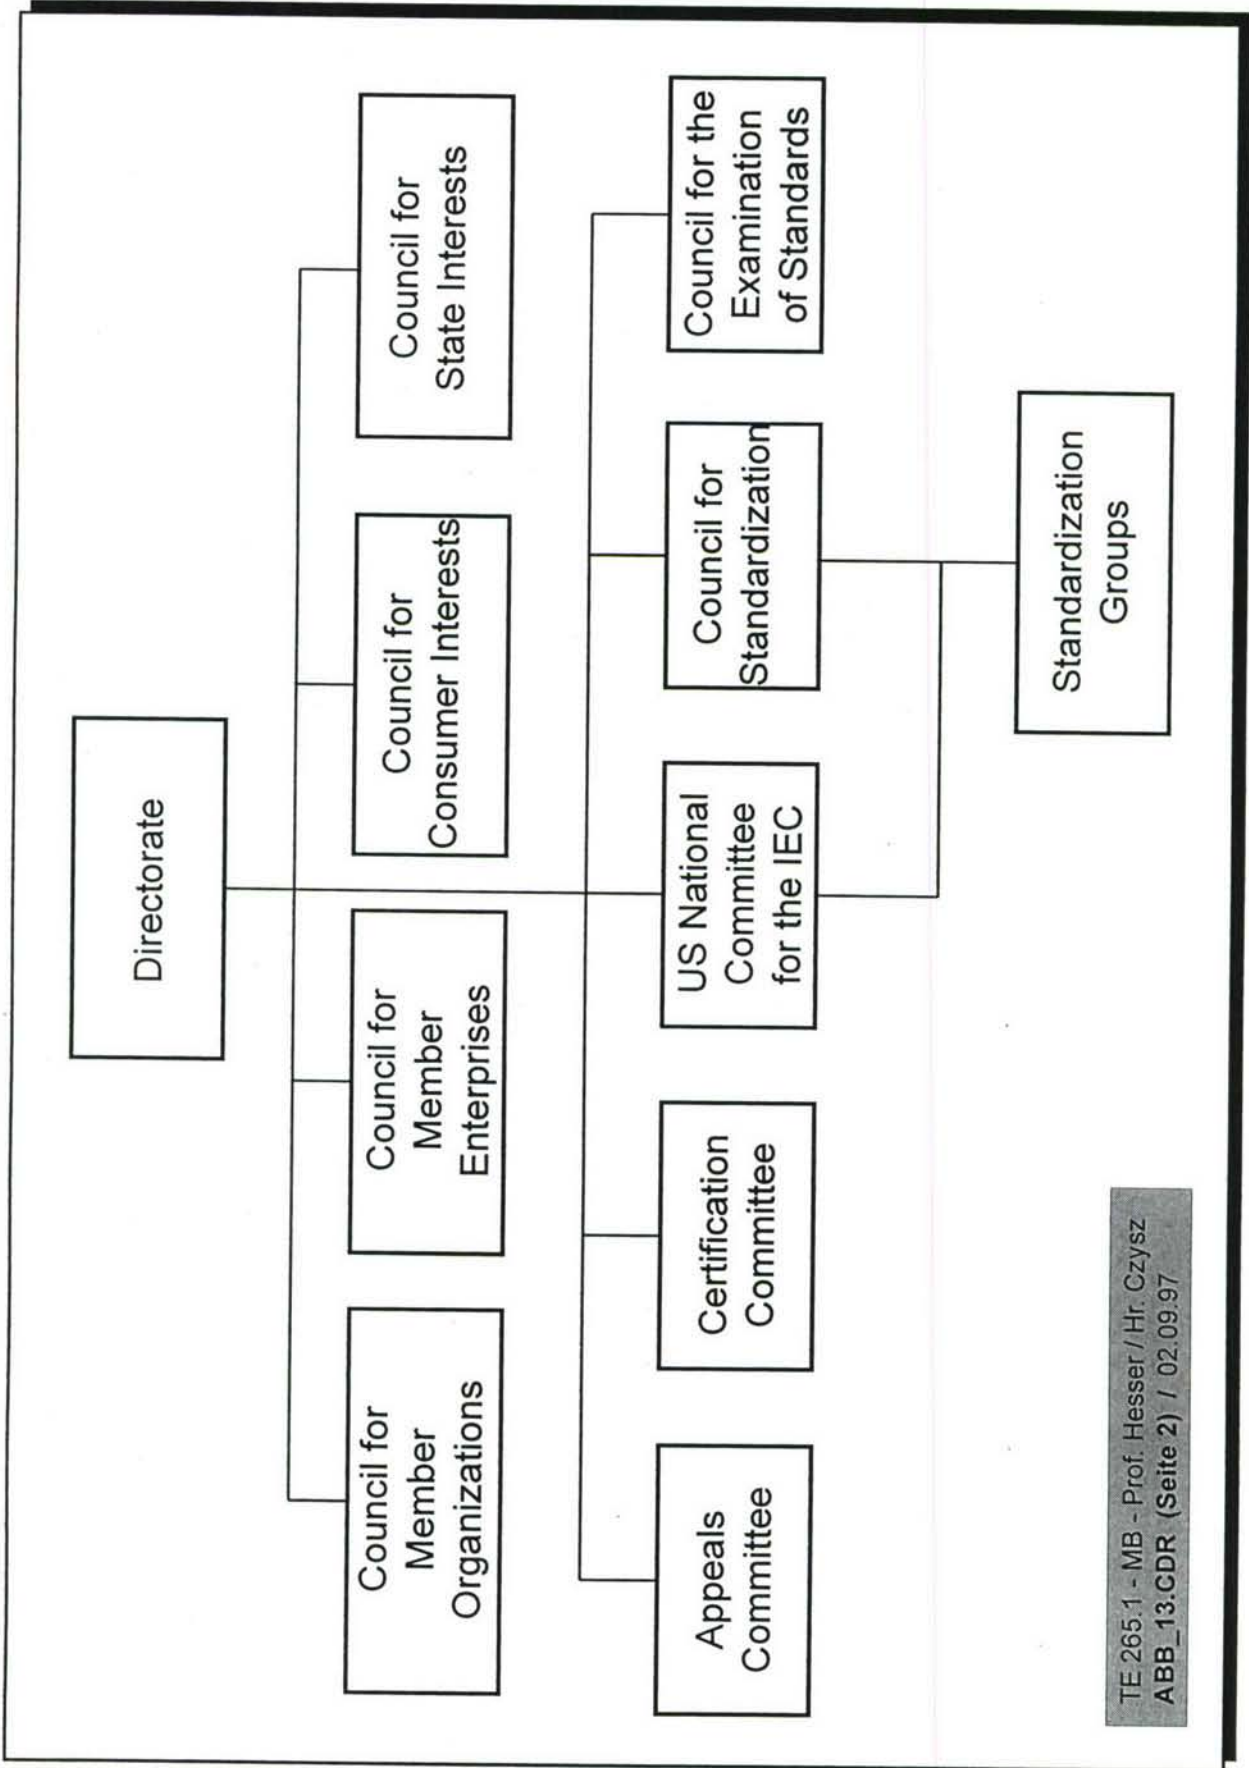 Directorate
Council for
Member
Organizations
Council for
Member
Enterprises
Council for
Consumer Interests
Council for
State Interests
Appeals
Committee
Certification
Committee
US National
Committee
for the IEC
Council for
Standardization
Council for the
Examination
of Standards
Standardization
Groups
TE 265.1 - MB - Prof. Hesser / Hr. Czysz
ABB_13.CDR (Seite 2) / 02.09.97